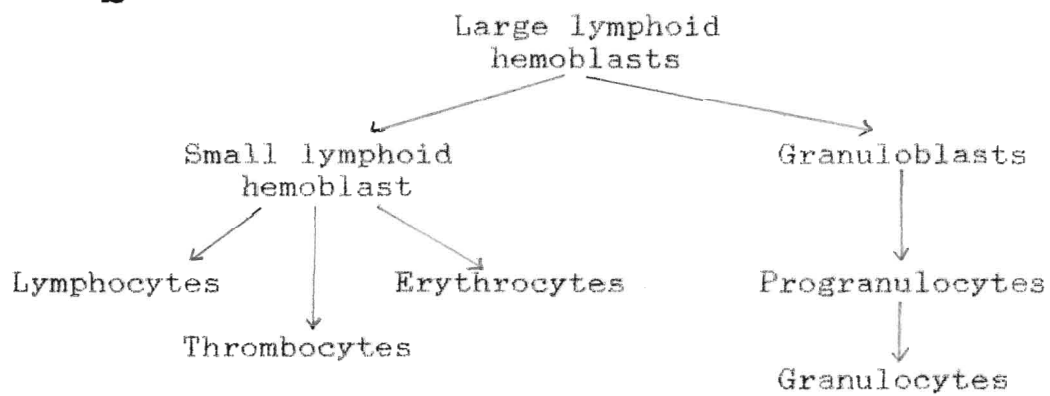 Large lymphoid
hemoblasts
Small lymphoid
hemoblast
Granuloblasts
Lymphocytes
Erythrocytes
Progranulocytes
Thrombocytes
Granulocytes